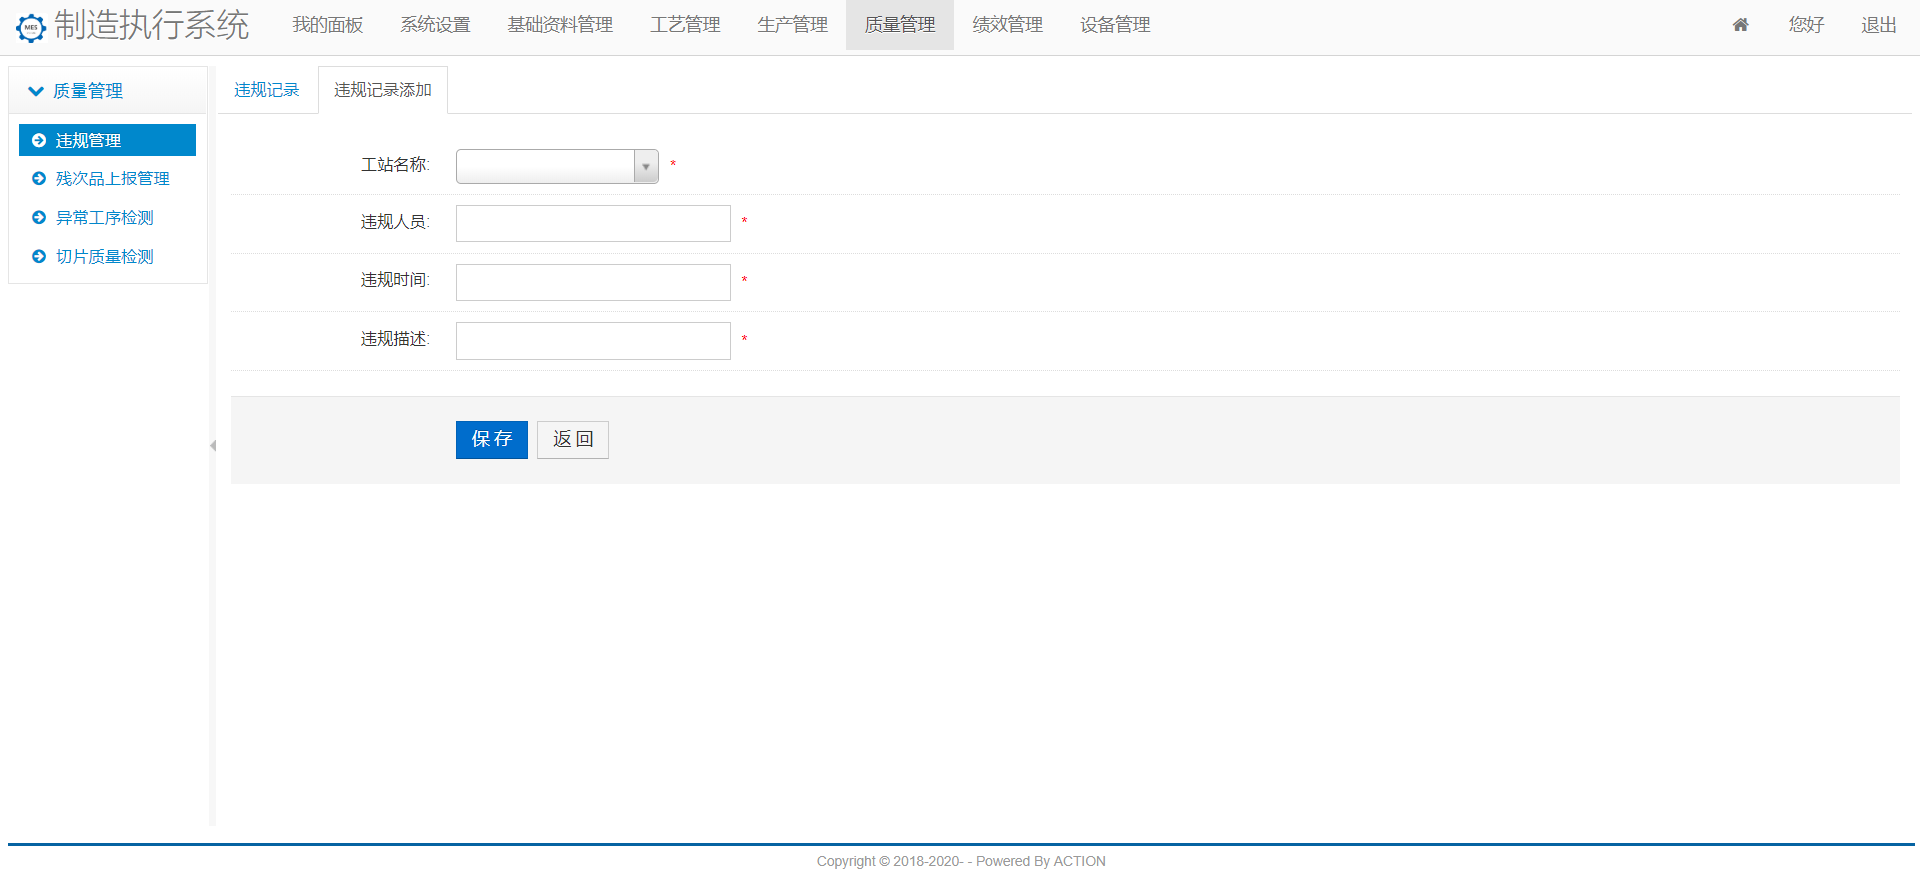 MES
制造执行系统 我的面板 系统设置 基础资料管理 工艺管理 生产管理 质量管理 绩效管理 设备管理 您好 退出
质量管理
违规管理
残次品上报管理
异常工序检测
切片质量检测
违规记录 违规记录添加
工站名称: *
违规人员: *
违规时间: *
违规描述: *
保存 返回
Copyright © 2018-2020- - Powered By ACTION